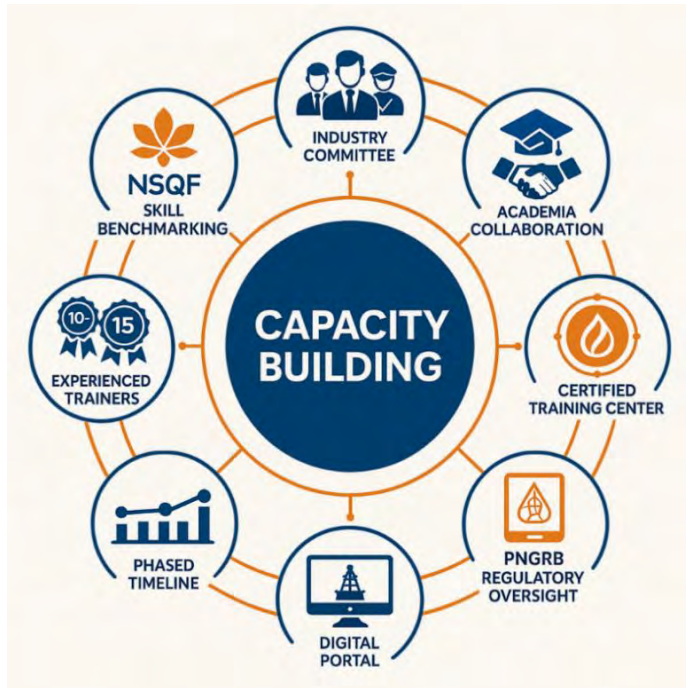 INDUSTRY
COMMITTEE
ACADEMIA
COLLABORATION
CERTIFIED
TRAINING CENTER
PNGRB
REGULATORY
OVERSIGHT
DIGITAL
PORTAL
PHASED
TIMELINE
10-
15
EXPERIENCED
TRAINERS
NSQF
SKILL
BENCHMARKING
CAPACITY
BUILDING